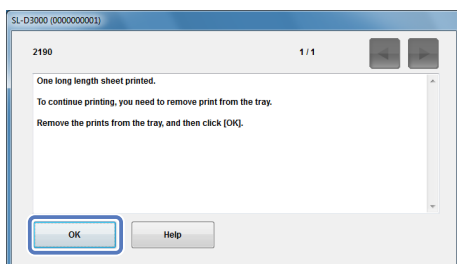 SL-D3000 (0000000001)
2190 1 / 1
One long length sheet printed.
To continue printing, you need to remove print from the tray.
Remove the prints from the tray, and then click [OK].
OK Help